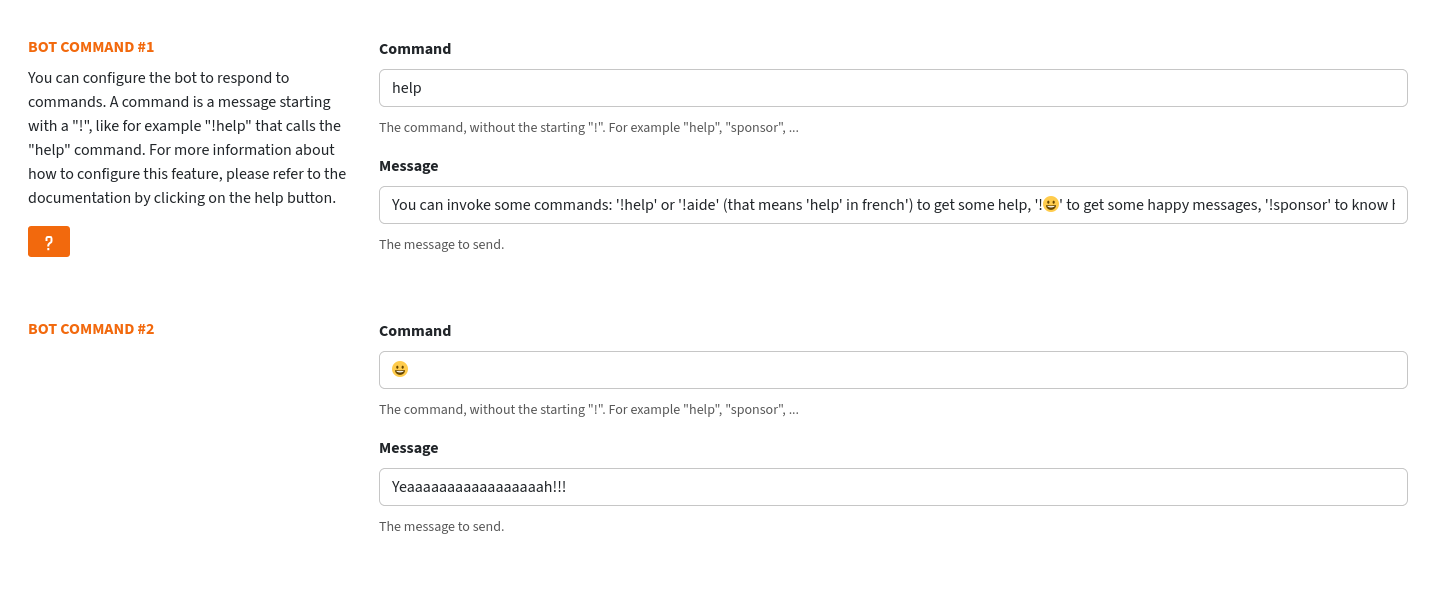 BOT COMMAND #1
You can configure the bot to respond to
commands. A command is a message starting
with a "!", like for example "!help" that calls the
"help" command. For more information about
how to configure this feature, please refer to the
documentation by clicking on the help button.
?
Command
help
The command, without the starting "!". For example "help", "sponsor", ...
Message
You can invoke some commands: '!help' or '!aide' (that means 'help' in french') to get some help, '!😀' to get some happy messages, '!sponsor' to know
The message to send.
BOT COMMAND #2
Command
😀
The command, without the starting "!". For example "help", "sponsor", ...
Message
Yeaaaaaaaaaaaaaaaaah!!!
The message to send.